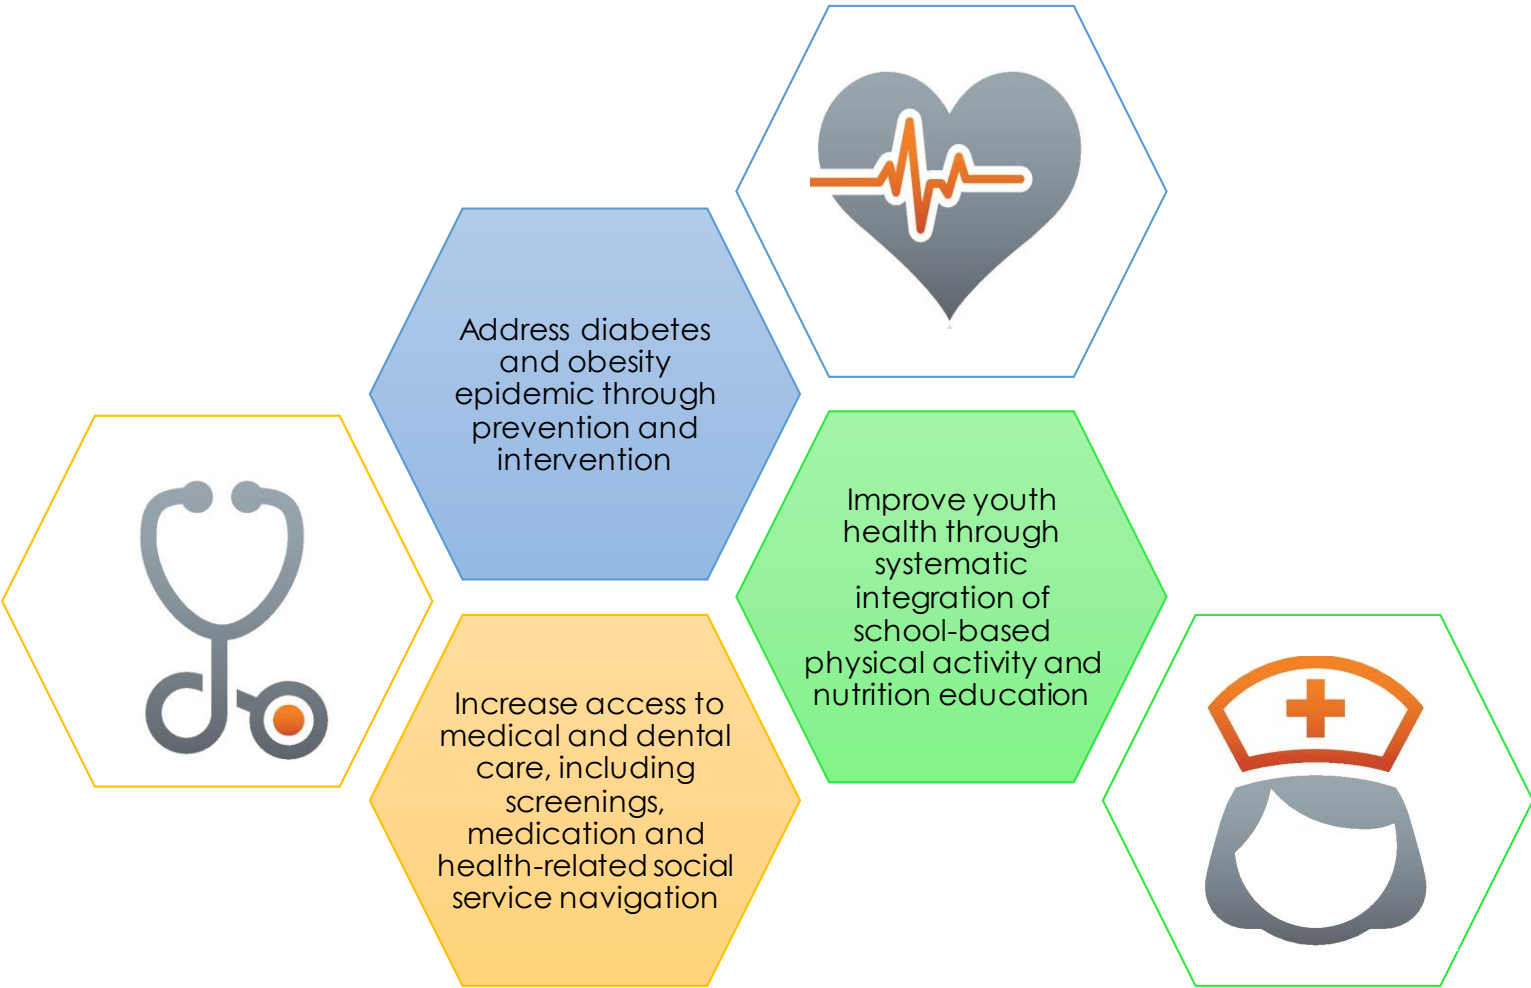 Address diabetes
and obesity
epidemic through
prevention and
intervention
Improve youth
health through
systematic
integration of
school-based
physical activity and
nutrition education
Increase access to
medical and dental
care, including
screenings,
medication and
health-related social
service navigation